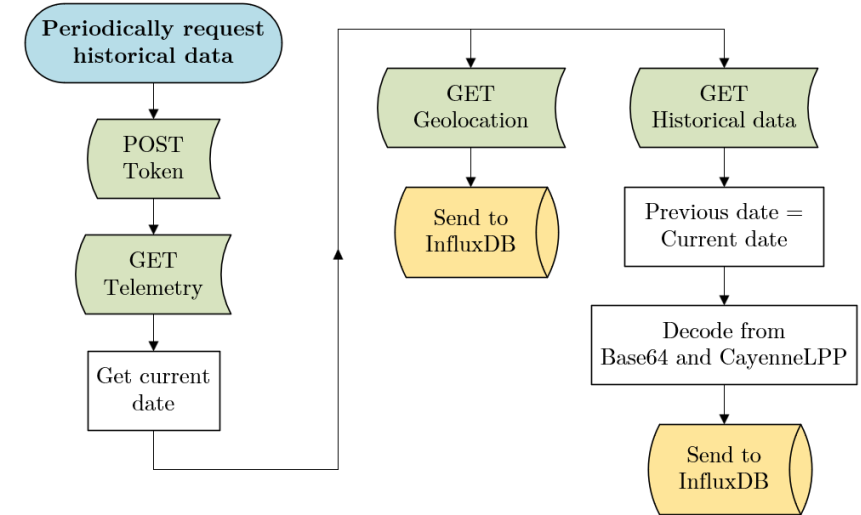 Periodically request
historical data
POST
Token
GET
Telemetry
Get current
date
GET
Geolocation
Send to
InfluxDB
GET
Historical data
Previous date =
Current date
Decode from
Base64 and CayenneLPP
Send to
InfluxDB